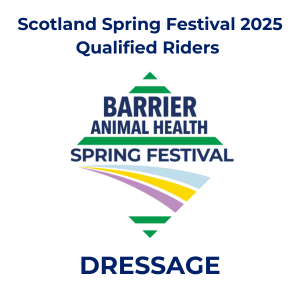 Scotland Spring Festival 2025
Qualified Riders
BARRIER
ANIMAL HEALTH
SPRING FESTIVAL
DRESSAGE